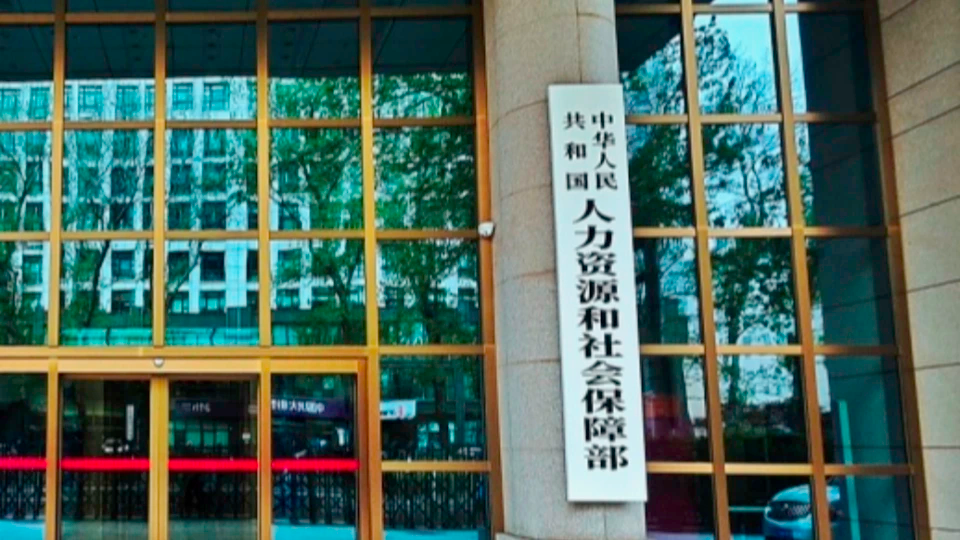 中华人民
共和国
人力资源和社会保障部